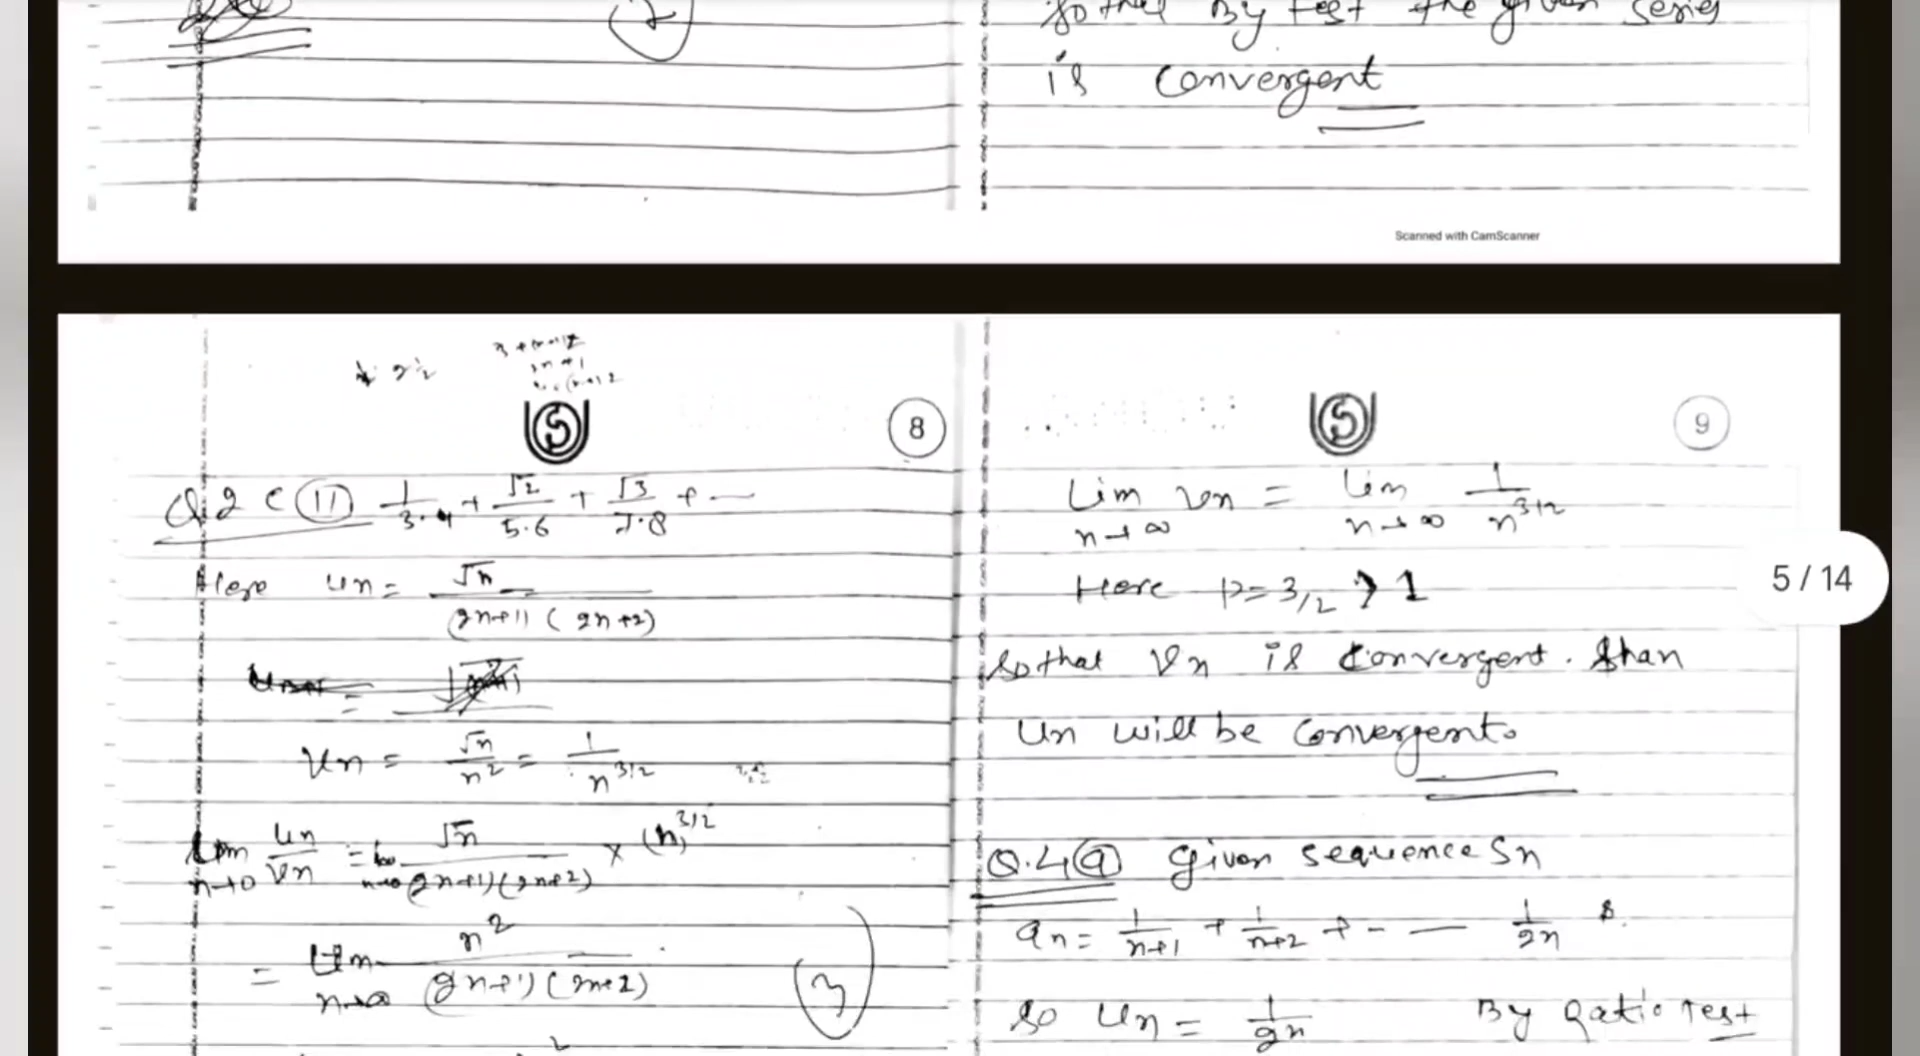 so that By test the given series
is convergent
Scanned with CamScanner
8
Q.2 C (11) 1/3.4 + √2/5.6 + √3/7.8 + —
Here un = √n/(2n+1)(2n+2)
vn = √n/n² = 1/n^3/2
Lim n→0 un/vn = lim n→∞ √n/(2n+1)(2n+2) × (n)^3/2
= Lim n→∞ n²/(2n+1)(2n+2)
3
9
Lim n→∞ vn = lim n→∞ 1/n^3/2
Here p = 3/2 > 1
so that vn is convergent. than
un will be convergent.
Q.4 (a) given sequence Sn
an = 1/n+1 + 1/n+2 + - — 1/2n
so un = 1/2n By Ratio Test
5 / 14